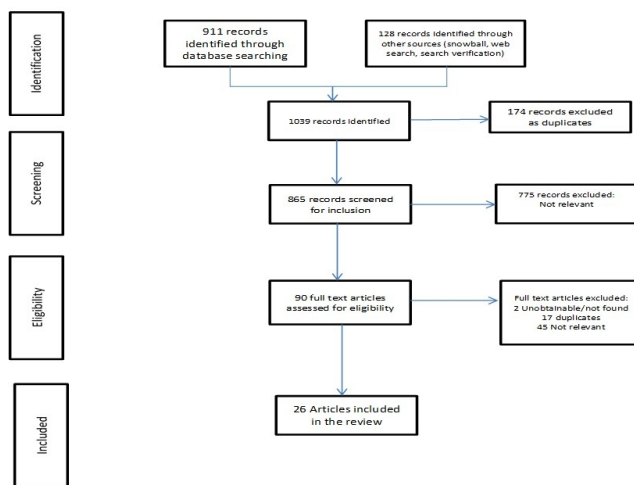 Identification
911 records
identified through
database searching
128 records identified through
other sources (snowball, web
search, search verification)
1039 records identified
174 records excluded
as duplicates
Screening
865 records screened
for inclusion
775 records excluded:
Not relevant
Eligibility
90 full text articles
assessed for eligibility
Full text articles excluded:
2 Unobtainable/not found
17 duplicates
45 Not relevant
Included
26 Articles included
in the review